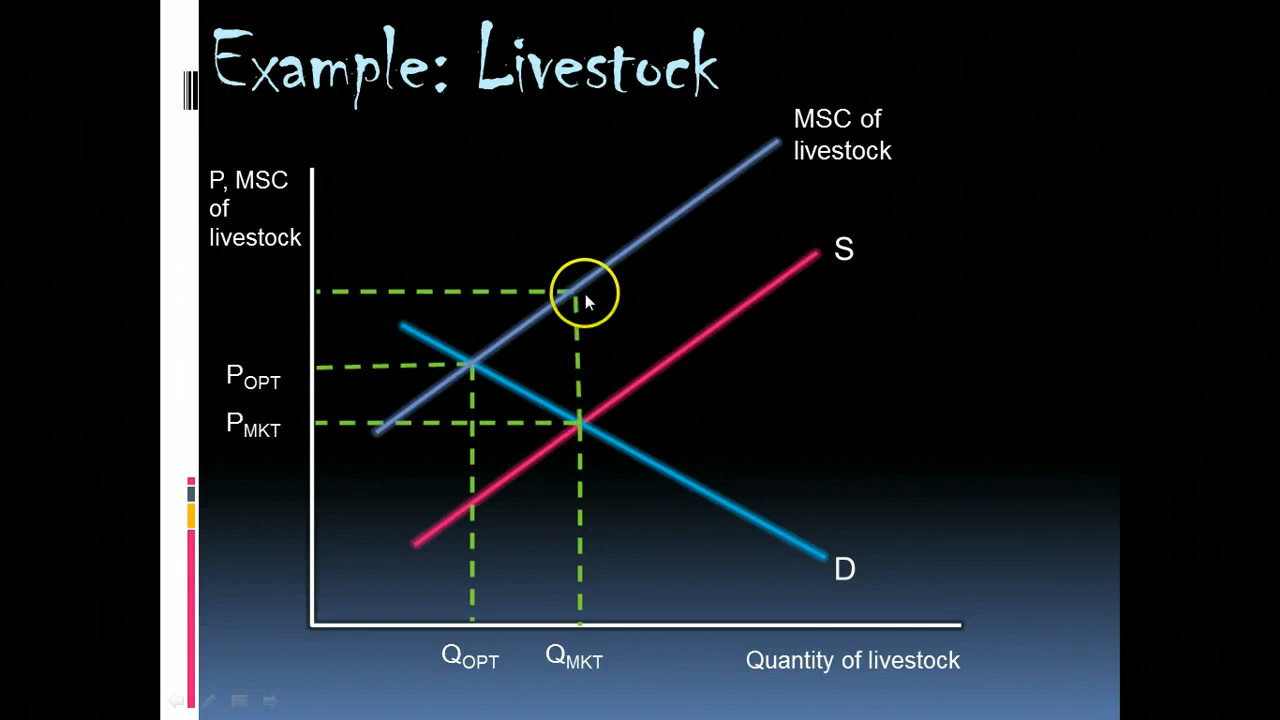 Example: Livestock
MSC of
livestock
P, MSC
of
livestock
S
POPT
PMKT
D
QOPT
QMKT
Quantity of livestock